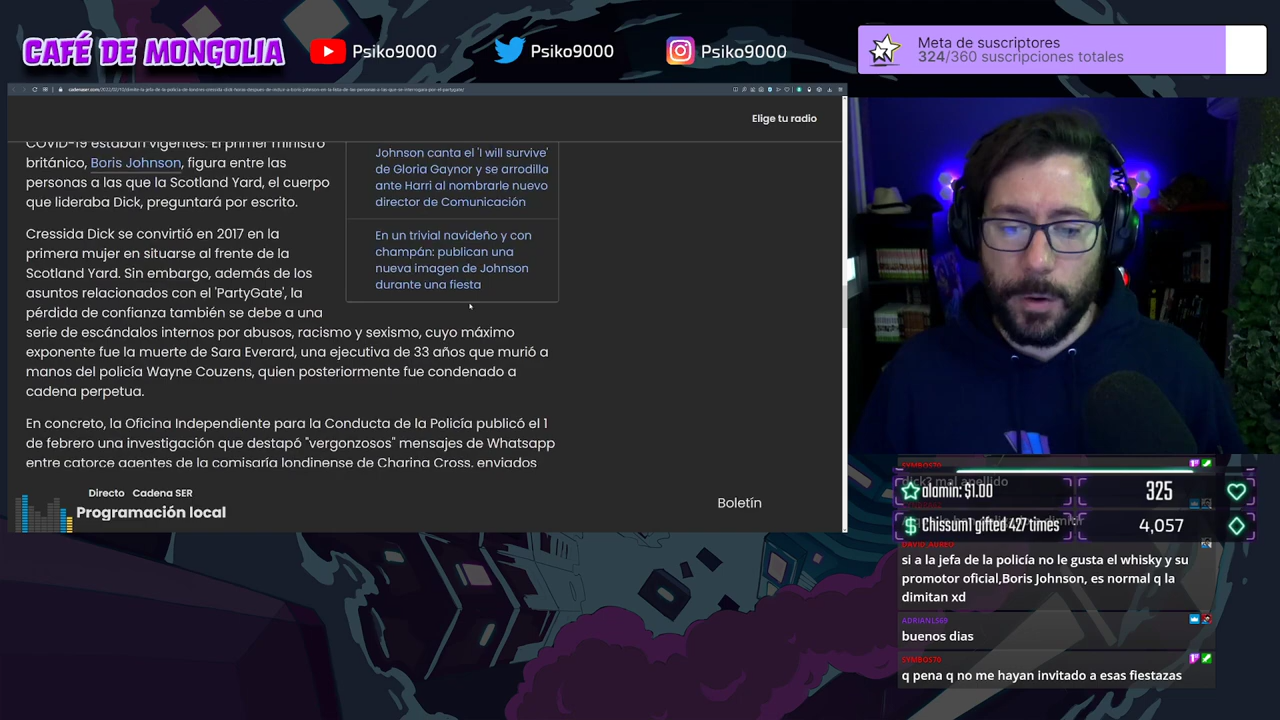 CAFÉ DE MONGOLIA
Psiko9000
Psiko9000
Psiko9000
Meta de suscriptores
324/360 suscripciones totales
Elige tu radio
COVID-19 estaban vigentes. El primer ministro
británico, Boris Johnson, figura entre las
personas a las que la Scotland Yard, el cuerpo
que lideraba Dick, preguntará por escrito.
Cressida Dick se convirtió en 2017 en la
primera mujer en situarse al frente de la
Scotland Yard. Sin embargo, además de los
asuntos relacionados con el 'PartyGate', la
pérdida de confianza también se debe a una
serie de escándalos internos por abusos, racismo y sexismo, cuyo máximo
exponente fue la muerte de Sara Everard, una ejecutiva de 33 años que murió a
manos del policía Wayne Couzens, quien posteriormente fue condenado a
cadena perpetua.
En concreto, la Oficina Independiente para la Conducta de la Policía publicó el 1
de febrero una investigación que destapó "vergonzosos" mensajes de Whatsapp
entre catorce agentes de la comisaría londinense de Charing Cross, enviados
Johnson canta el 'I will survive'
de Gloria Gaynor y se arrodilla
ante Harri al nombrarle nuevo
director de Comunicación
En un trivial navideño y con
champán: publican una
nueva imagen de Johnson
durante una fiesta
Directo Cadena SER
Programación local
Boletín
SYMBOS70
dick? mal apellido
alamin: $1.00
325
Chissum1 gifted 427 times
4,057
DAVID_AUREO
si a la jefa de la policía no le gusta el whisky y su
promotor oficial,Boris Johnson, es normal q la
dimitan xd
ADRIANLS69
buenos dias
SYMBOS70
q pena q no me hayan invitado a esas fiestazas